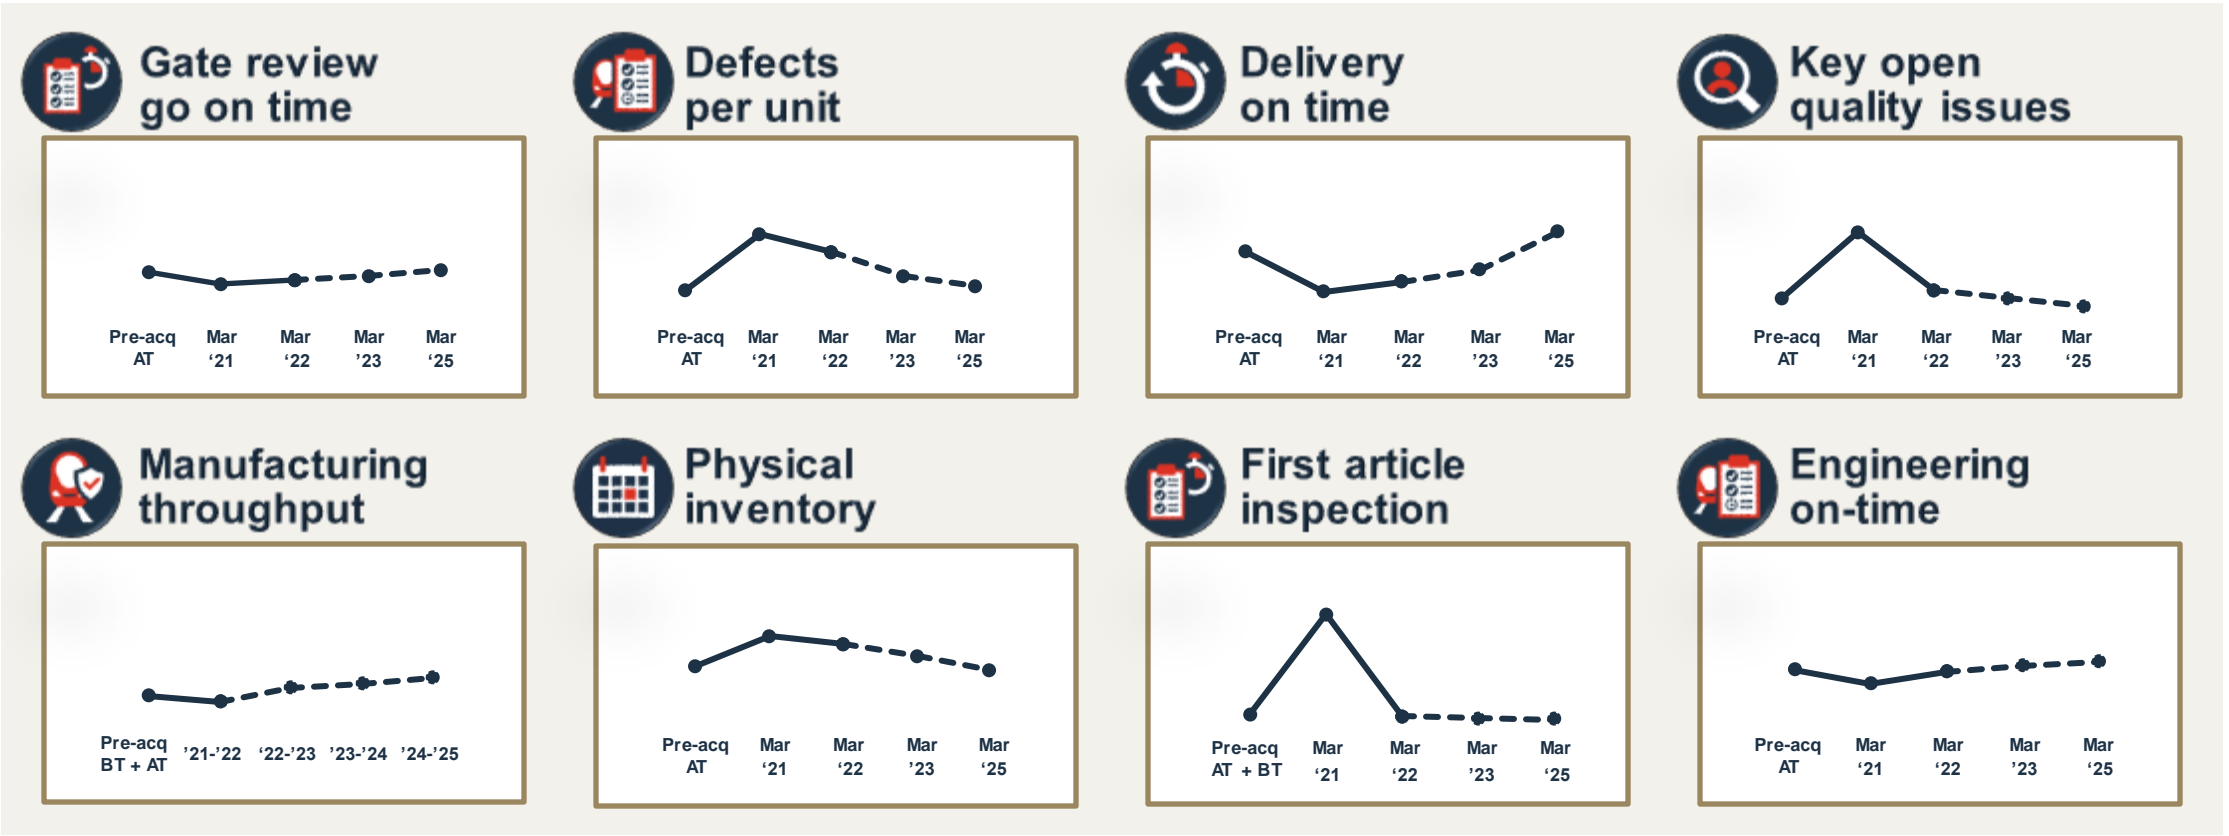 Gate review
go on time
Defects
per unit
Delivery
on time
Key open
quality issues
Pre-acq
AT
Mar
‘21
Mar
‘22
Mar
’23
Mar
‘25
Pre-acq
AT
Mar
‘21
Mar
‘22
Mar
’23
Mar
‘25
Pre-acq
AT
Mar
‘21
Mar
‘22
Mar
’23
Mar
‘25
Pre-acq
AT
Mar
‘21
Mar
‘22
Mar
’23
Mar
‘25
Manufacturing
throughput
Physical
inventory
First article
inspection
Engineering
on-time
Pre-acq
BT + AT
’21-’22
‘22-’23
’23-’24
’24-’25
Pre-acq
AT
Mar
‘21
Mar
‘22
Mar
’23
Mar
‘25
Pre-acq
AT + BT
Mar
‘21
Mar
‘22
Mar
’23
Mar
‘25
Pre-acq
AT
Mar
‘21
Mar
‘22
Mar
’23
Mar
‘25